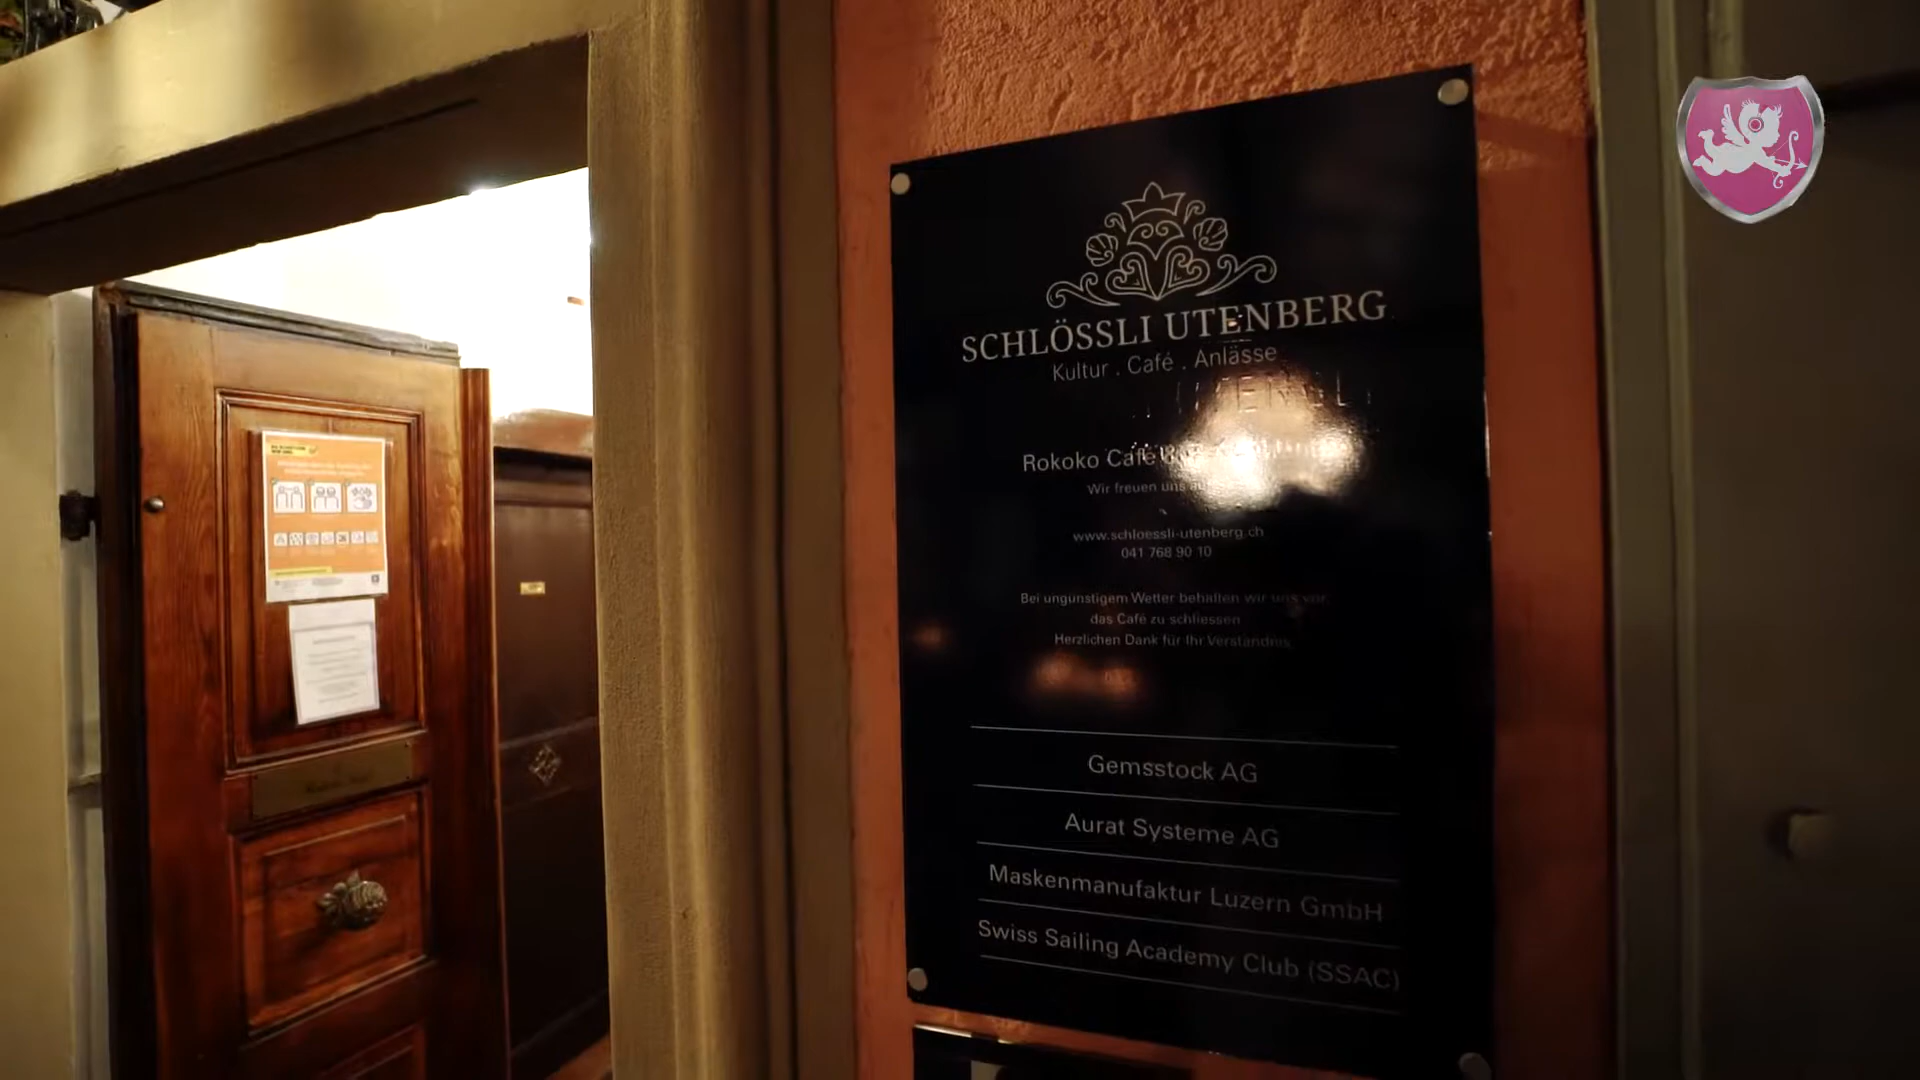 SCHLÖSSLI UTENBERG
Kultur . Café . Anlässe
Rokoko Café
Wir freuen uns
www.schloessli-utenberg.ch
041 768 90 10
Bei ungünstigem Wetter behalten wir uns vor,
das Café zu schliessen
Herzlichen Dank für Ihr Verständnis
Gemsstock AG
Aurat Systeme AG
Maskenmanufaktur Luzern GmbH
Swiss Sailing Academy Club (SSAC)